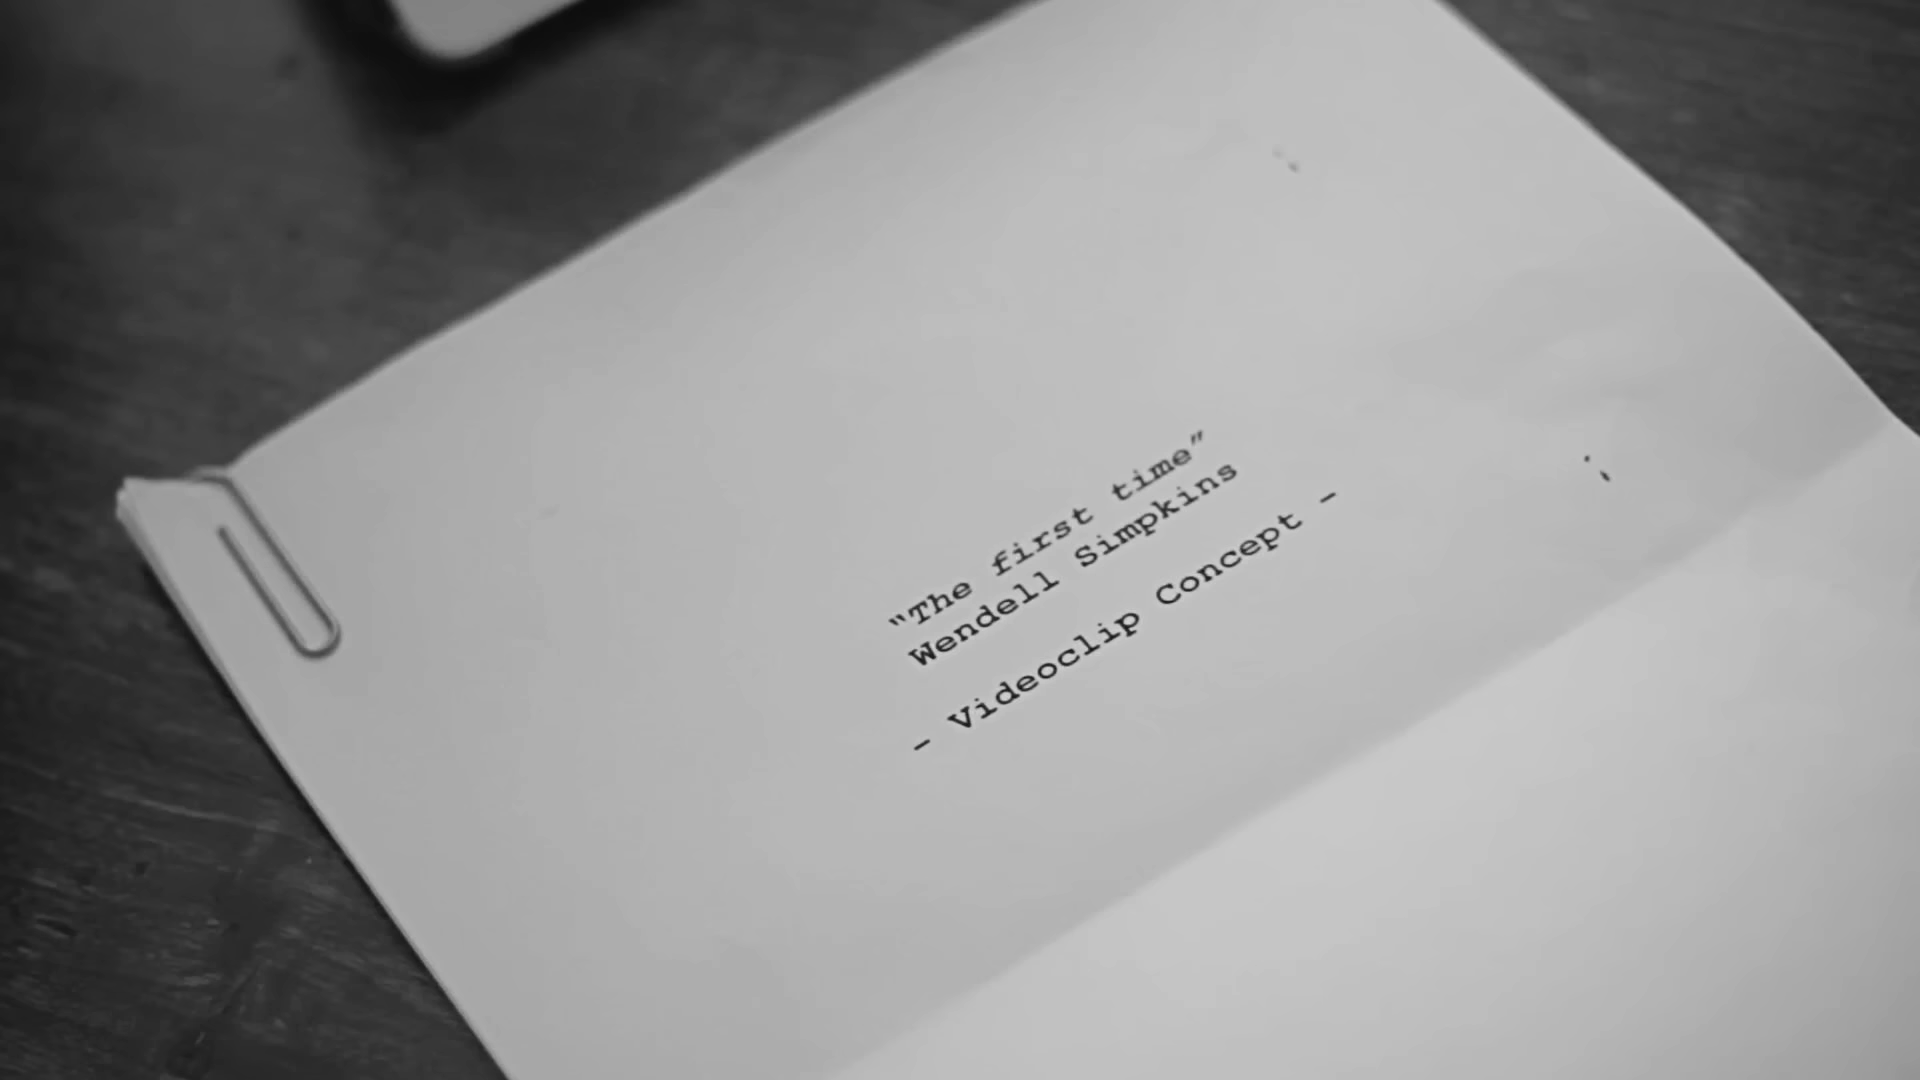 “The first time”
Wendell Simpkins
- Videoclip Concept -